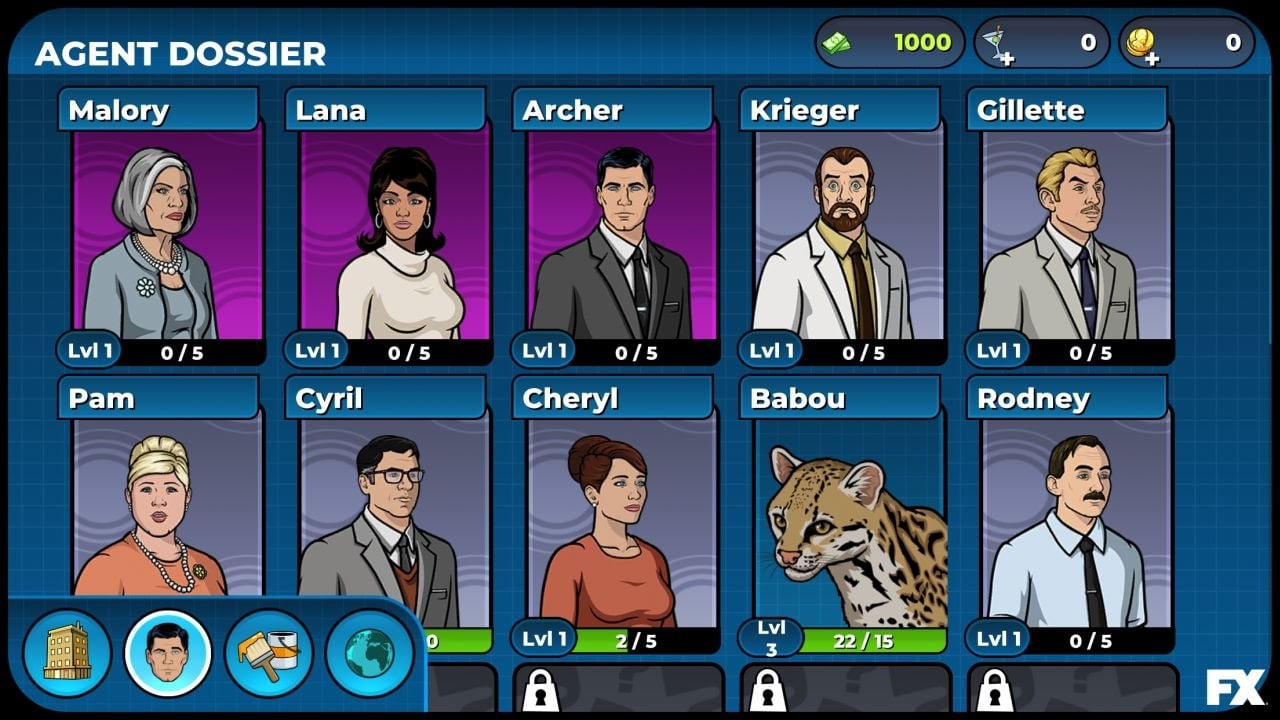 AGENT DOSSIER
1000
0
0
Malory
Lana
Archer
Krieger
Gillette
Lvl 1
0 / 5
Lvl 1
0 / 5
Lvl 1
0 / 5
Lvl 1
0 / 5
Lvl 1
0 / 5
Pam
Cyril
Cheryl
Babou
Rodney
0
Lvl 1
2 / 5
Lvl
3
22 / 15
Lvl 1
0 / 5
FX